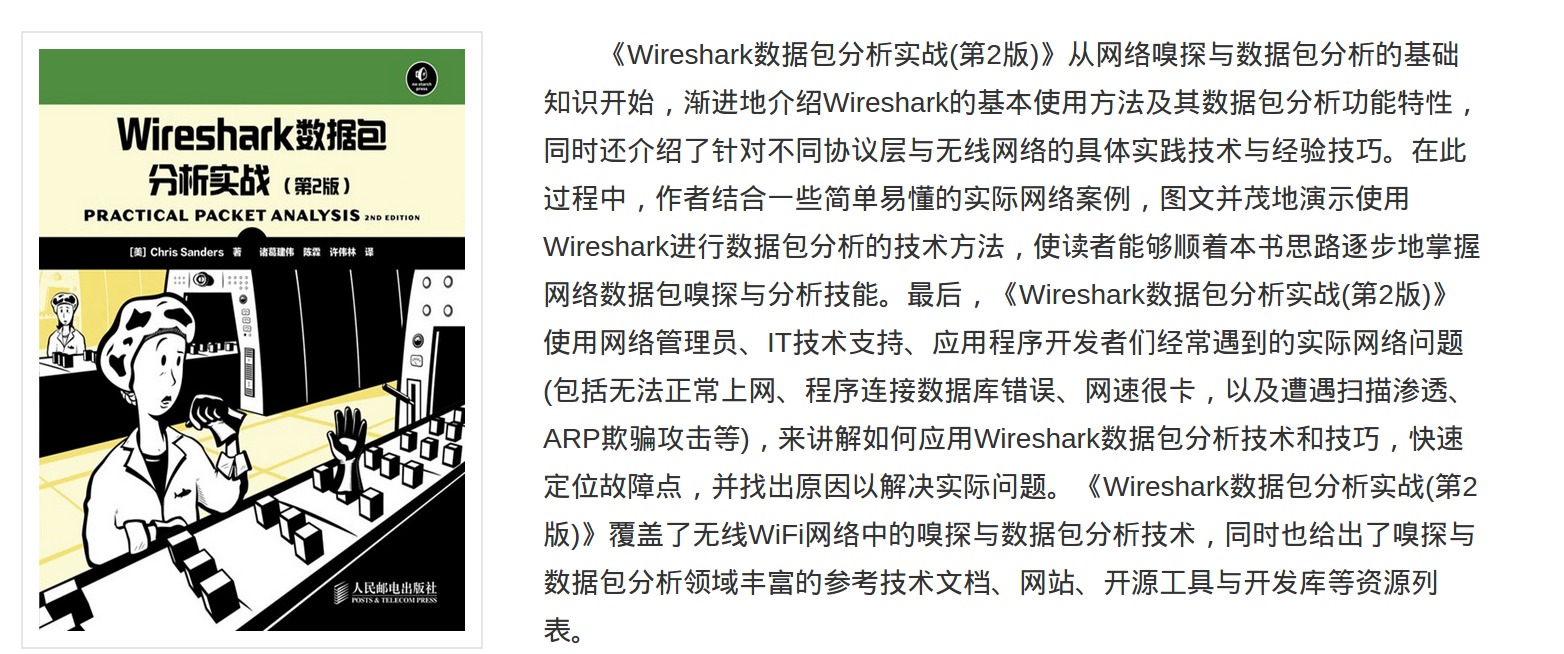 no starch
press
Wireshark数据包
分析实战（第2版）
PRACTICAL PACKET ANALYSIS 2ND EDITION
[美] Chris Sanders 著 诸葛建伟 陈霖 许伟林 译
人民邮电出版社
POSTS & TELECOM PRESS
《Wireshark数据包分析实战(第2版)》从网络嗅探与数据包分析的基础
知识开始，渐进地介绍Wireshark的基本使用方法及其数据包分析功能特性，
同时还介绍了针对不同协议层与无线网络的具体实践技术与经验技巧。在此
过程中，作者结合一些简单易懂的实际网络案例，图文并茂地演示使用
Wireshark进行数据包分析的技术方法，使读者能够顺着本书思路逐步地掌握
网络数据包嗅探与分析技能。最后，《Wireshark数据包分析实战(第2版)》
使用网络管理员、IT技术支持、应用程序开发者们经常遇到的实际网络问题
(包括无法正常上网、程序连接数据库错误、网速很卡，以及遭遇扫描渗透、
ARP欺骗攻击等)，来讲解如何应用Wireshark数据包分析技术和技巧，快速
定位故障点，并找出原因以解决实际问题。《Wireshark数据包分析实战(第2
版)》覆盖了无线WiFi网络中的嗅探与数据包分析技术，同时也给出了嗅探与
数据包分析领域丰富的参考技术文档、网站、开源工具与开发库等资源列
表。